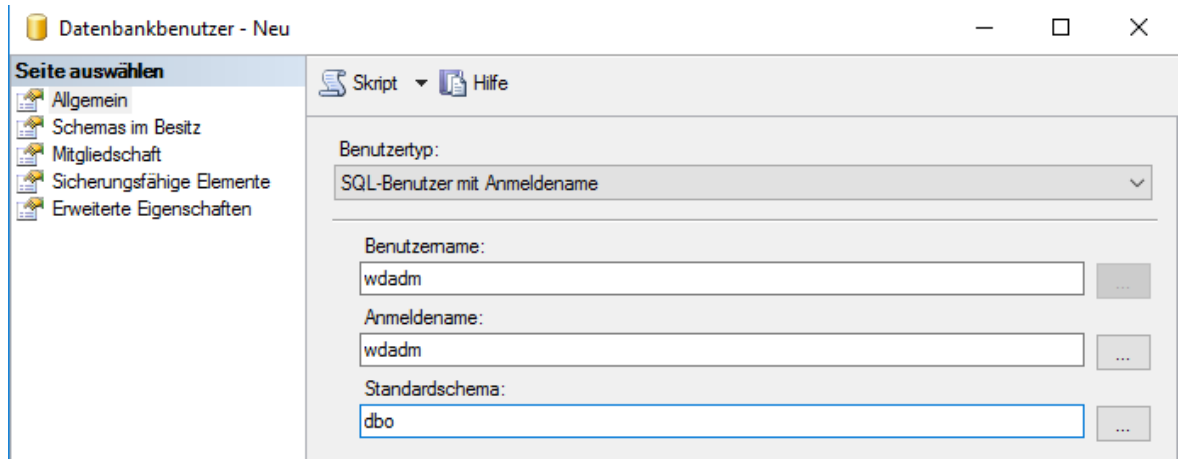 Datenbankbenutzer - Neu
Seite auswählen
Allgemein
Schemas im Besitz
Mitgliedschaft
Sicherungsfähige Elemente
Erweiterte Eigenschaften
Skript
Hilfe
Benutzertyp:
SQL-Benutzer mit Anmeldename
Benutzername:
wdadm
...
Anmeldename:
wdadm
...
Standardschema:
dbo
...